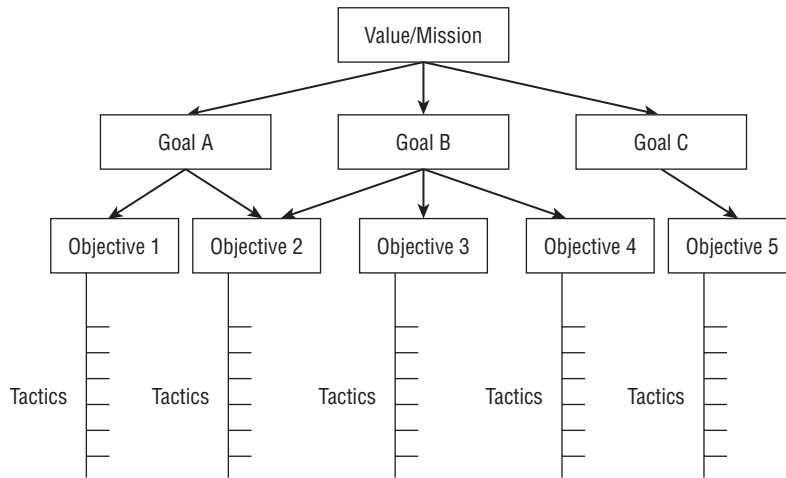 Value/Mission
Goal A
Goal B
Goal C
Objective 1
Objective 2
Objective 3
Objective 4
Objective 5
Tactics
Tactics
Tactics
Tactics
Tactics